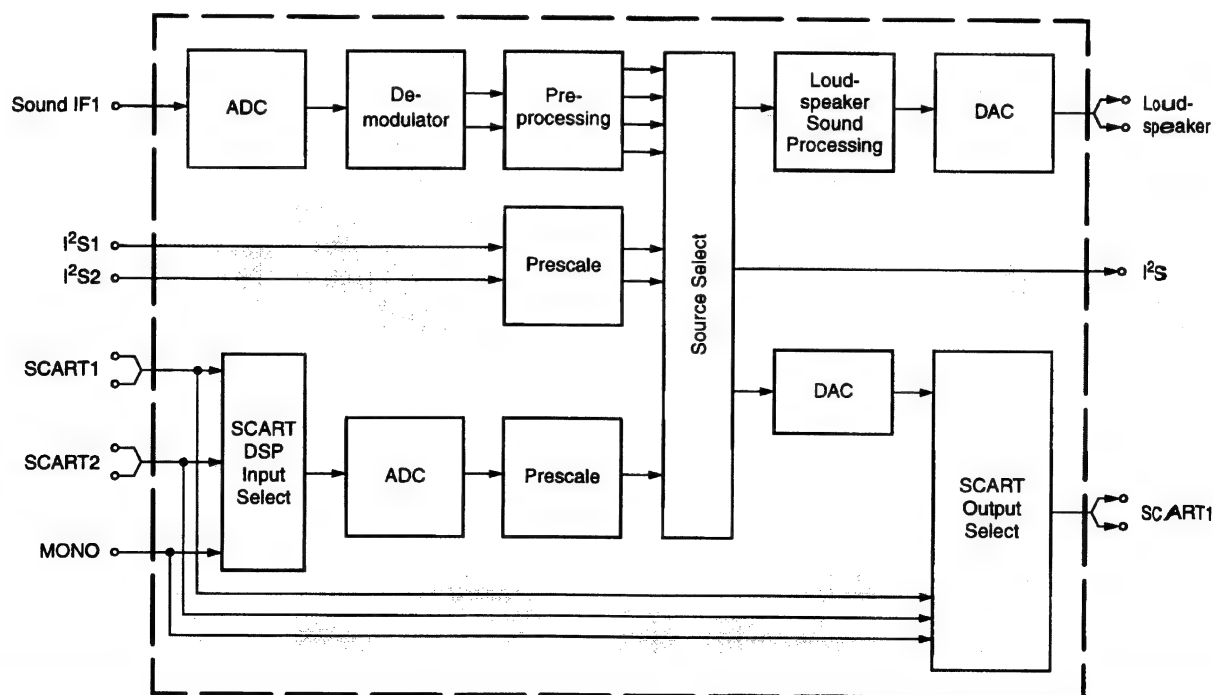 Sound IF1
ADC
De-
modulator
Pre-
processing
Loud-
speaker
Sound
Processing
DAC
Loud-
speaker
I²S1
I²S2
Prescale
Source Select
I²S
SCART1
SCART2
MONO
SCART
DSP
Input
Select
ADC
Prescale
DAC
SCART
Output
Select
SCART1